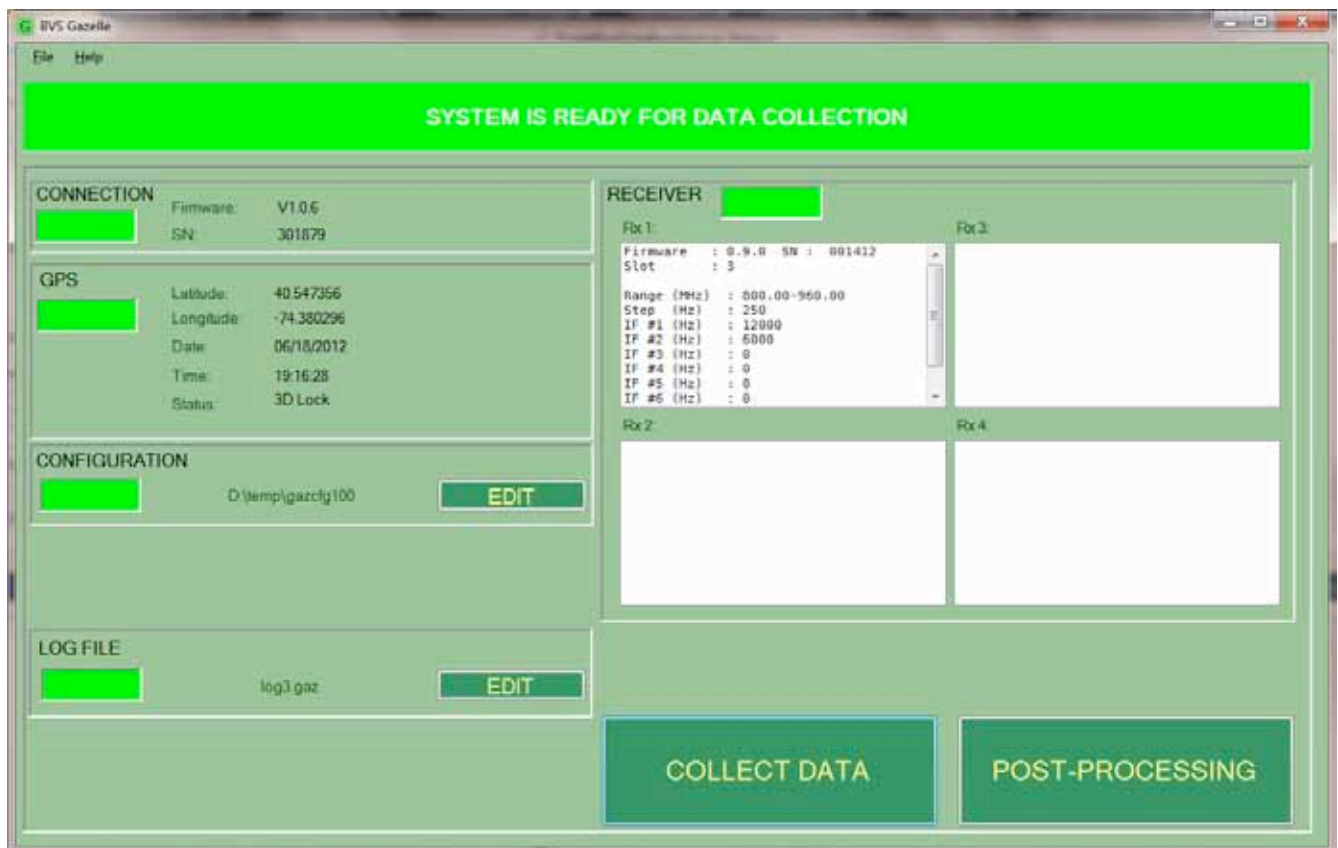 BVS Gazelle
File Help
SYSTEM IS READY FOR DATA COLLECTION
CONNECTION
Firmware: V1.0.6
SN: 301879
GPS
Latitude: 40.547356
Longitude: -74.380296
Date: 06/18/2012
Time: 19:16:28
Status: 3D Lock
CONFIGURATION
D:\temp\gazcfg100 EDIT
LOG FILE
log3.gaz EDIT
RECEIVER
Rx 1:
Firmware : 0.9.0 SN : 001412
Slot : 3
Range (MHz) : 800.00-960.00
Step (Hz) : 250
IF #1 (Hz) : 12000
IF #2 (Hz) : 6000
IF #3 (Hz) : 0
IF #4 (Hz) : 0
IF #5 (Hz) : 0
IF #6 (Hz) : 0
Rx 3:
Rx 2:
Rx 4:
COLLECT DATA
POST-PROCESSING